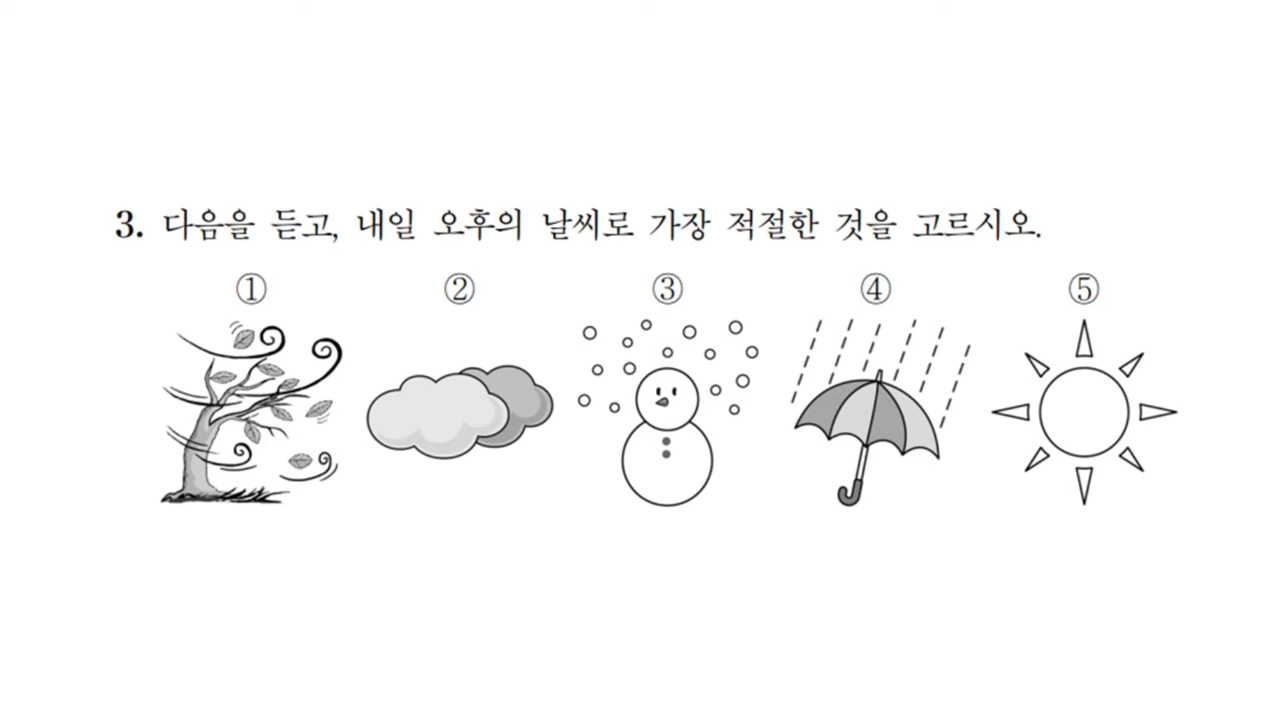 3. 다음을 듣고, 내일 오후의 날씨로 가장 적절한 것을 고르시오.
① ② ③ ④ ⑤